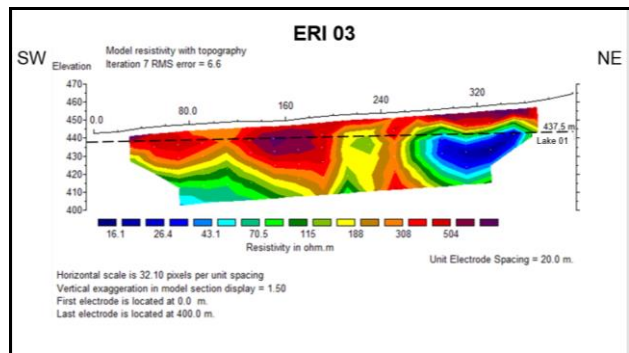 ERI 03
SW
NE
Model resistivity with topography
Iteration 7 RMS error = 6.6
Elevation
470
460
450
440
430
420
410
400
0.0
80.0
160
240
320
437,5 m
Lake 01
16.1 26.4 43.1 70.5 115 188 308 504
Resistivity in ohm.m
Unit Electrode Spacing = 20.0 m.
Horizontal scale is 32.10 pixels per unit spacing
Vertical exaggeration in model section display = 1.50
First electrode is located at 0.0 m.
Last electrode is located at 400.0 m.